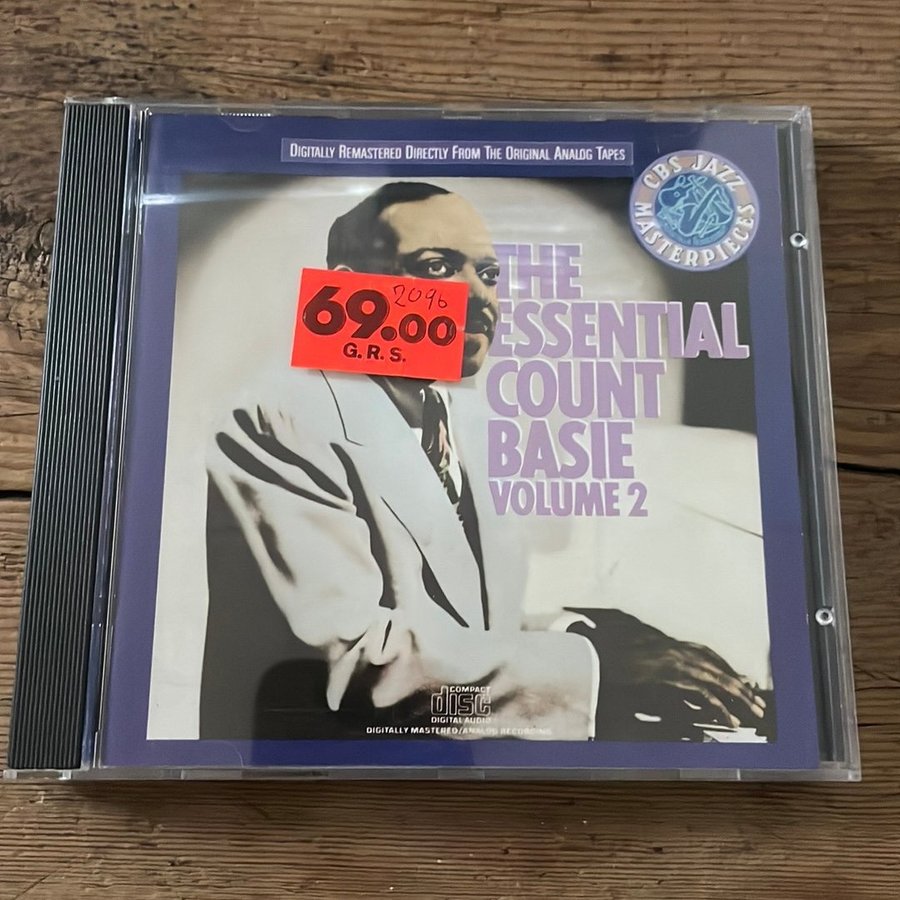 DIGITALLY REMASTERED DIRECTLY FROM THE ORIGINAL ANALOG TAPES
CBS JAZZ
MASTERPIECES
THE
ESSENTIAL
COUNT
BASIE
VOLUME 2
2096
69.00
G. R. S.
COMPACT
disc
DIGITAL AUDIO
DIGITALLY MASTERED/ANALOG RECORDING